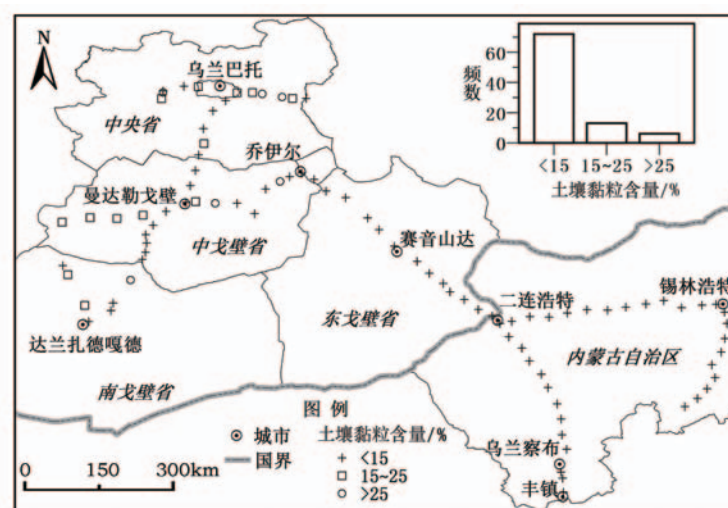 N
乌兰巴托
中央省
乔伊尔
曼达勒戈壁
中戈壁省
赛音山达
锡林浩特
二连浩特
达兰扎德嘎德
东戈壁省
内蒙古自治区
南戈壁省
乌兰察布
丰镇
频数
60
40
20
0
<15 15~25 >25
土壤黏粒含量/%
图 例
城市
国界
土壤黏粒含量/%
<15
15~25
>25
0 150 300km